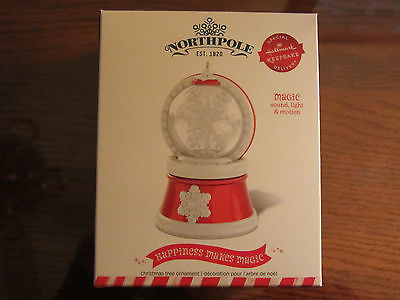 NORTHPOLE
EST. 1820
SPECIAL
Hallmark
KEEPSAKE
DELIVERY
MAGIC
sound, light
& motion
HAPPINESS MAKES MAGIC
christmas tree ornament | décoration pour l'arbre de noël